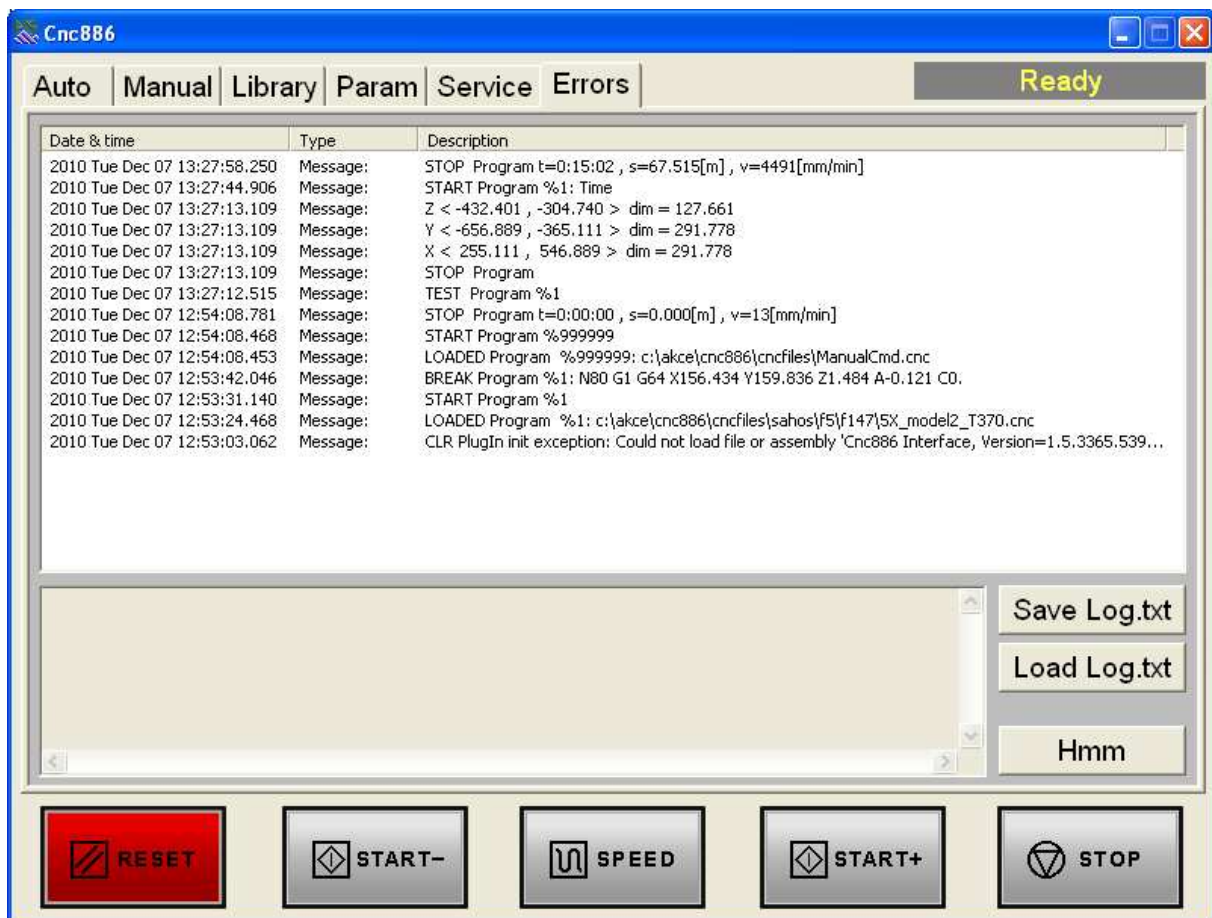 Cnc886
Auto Manual Library Param Service Errors Ready
Date & time Type Description
2010 Tue Dec 07 13:27:58.250 Message: STOP Program t=0:15:02 , s=67.515[m] , v=4491[mm/min]
2010 Tue Dec 07 13:27:44.906 Message: START Program %1: Time
2010 Tue Dec 07 13:27:13.109 Message: Z < -432.401 , -304.740 > dim = 127.661
2010 Tue Dec 07 13:27:13.109 Message: Y < -656.889 , -365.111 > dim = 291.778
2010 Tue Dec 07 13:27:13.109 Message: X < 255.111 , 546.889 > dim = 291.778
2010 Tue Dec 07 13:27:13.109 Message: STOP Program
2010 Tue Dec 07 13:27:12.515 Message: TEST Program %1
2010 Tue Dec 07 12:54:08.781 Message: STOP Program t=0:00:00 , s=0.000[m] , v=13[mm/min]
2010 Tue Dec 07 12:54:08.468 Message: START Program %999999
2010 Tue Dec 07 12:54:08.453 Message: LOADED Program %999999: c:\akce\cnc886\cncfiles\ManualCmd.cnc
2010 Tue Dec 07 12:53:42.046 Message: BREAK Program %1: N80 G1 G64 X156.434 Y159.836 Z1.484 A-0.121 C0.
2010 Tue Dec 07 12:53:31.140 Message: START Program %1
2010 Tue Dec 07 12:53:24.468 Message: LOADED Program %1: c:\akce\cnc886\cncfiles\sahos\f5\f147\5X_model2_T370.cnc
2010 Tue Dec 07 12:53:03.062 Message: CLR PlugIn init exception: Could not load file or assembly 'Cnc886 Interface, Version=1.5.3365.539...
Save Log.txt
Load Log.txt
Hmm
RESET START- SPEED START+ STOP